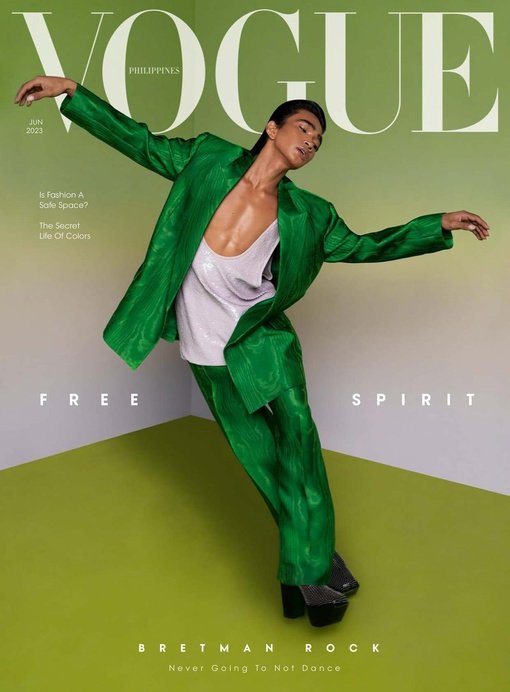 VOGUE
PHILIPPINES
JUN
2023
Is Fashion A
Safe Space?
The Secret
Life Of Colors
FREE SPIRIT
BRETMAN ROCK
Never Going To Not Dance